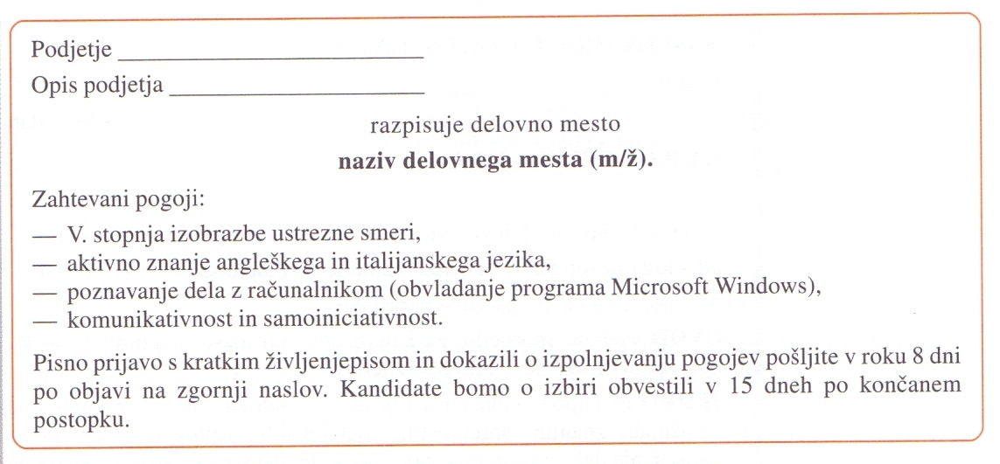 Podjetje ____________________
Opis podjetja ____________________
razpisuje delovno mesto
naziv delovnega mesta (m/ž).
Zahtevani pogoji:
— V. stopnja izobrazbe ustrezne smeri,
— aktivno znanje angleškega in italijanskega jezika,
— poznavanje dela z računalnikom (obvladanje programa Microsoft Windows),
— komunikativnost in samoiniciativnost.
Pisno prijavo s kratkim življenjepisom in dokazili o izpolnjevanju pogojev pošljite v roku 8 dni
po objavi na zgornji naslov. Kandidate bomo o izbiri obvestili v 15 dneh po končanem
postopku.